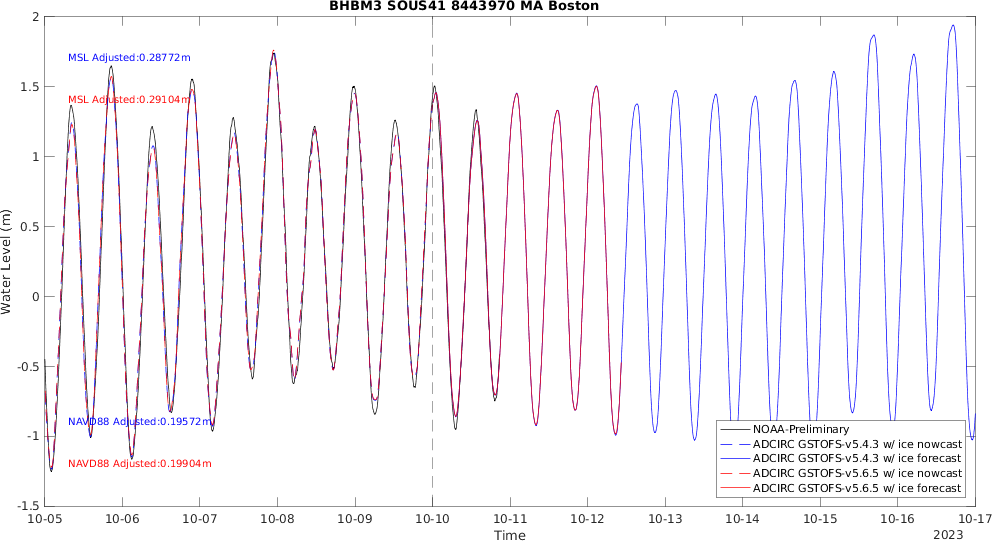 BHBM3 SOUS41 8443970 MA Boston
2
1.5
1
0.5
0
-0.5
-1
-1.5
Water Level (m)
MSL Adjusted:0.28772m
MSL Adjusted:0.29104m
NAVD88 Adjusted:0.19572m
NAVD88 Adjusted:0.19904m
NOAA-Preliminary
ADCIRC GSTOFS-v5.4.3 w/ ice nowcast
ADCIRC GSTOFS-v5.4.3 w/ ice forecast
ADCIRC GSTOFS-v5.6.5 w/ ice nowcast
ADCIRC GSTOFS-v5.6.5 w/ ice forecast
10-05 10-06 10-07 10-08 10-09 10-10 10-11 10-12 10-13 10-14 10-15 10-16 10-17
Time
2023